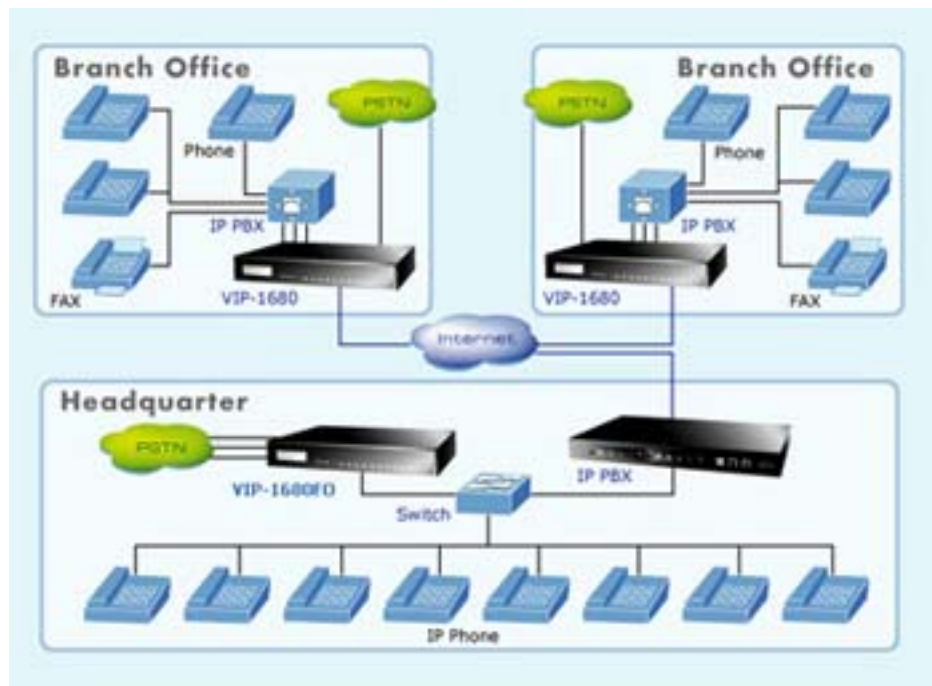 Branch Office
PSTN
Phone
IP PBX
VIP-1680
FAX
Branch Office
PSTN
Phone
IP PBX
VIP-1680
FAX
Internet
Headquarter
PSTN
VIP-1680FO
IP PBX
Switch
IP Phone